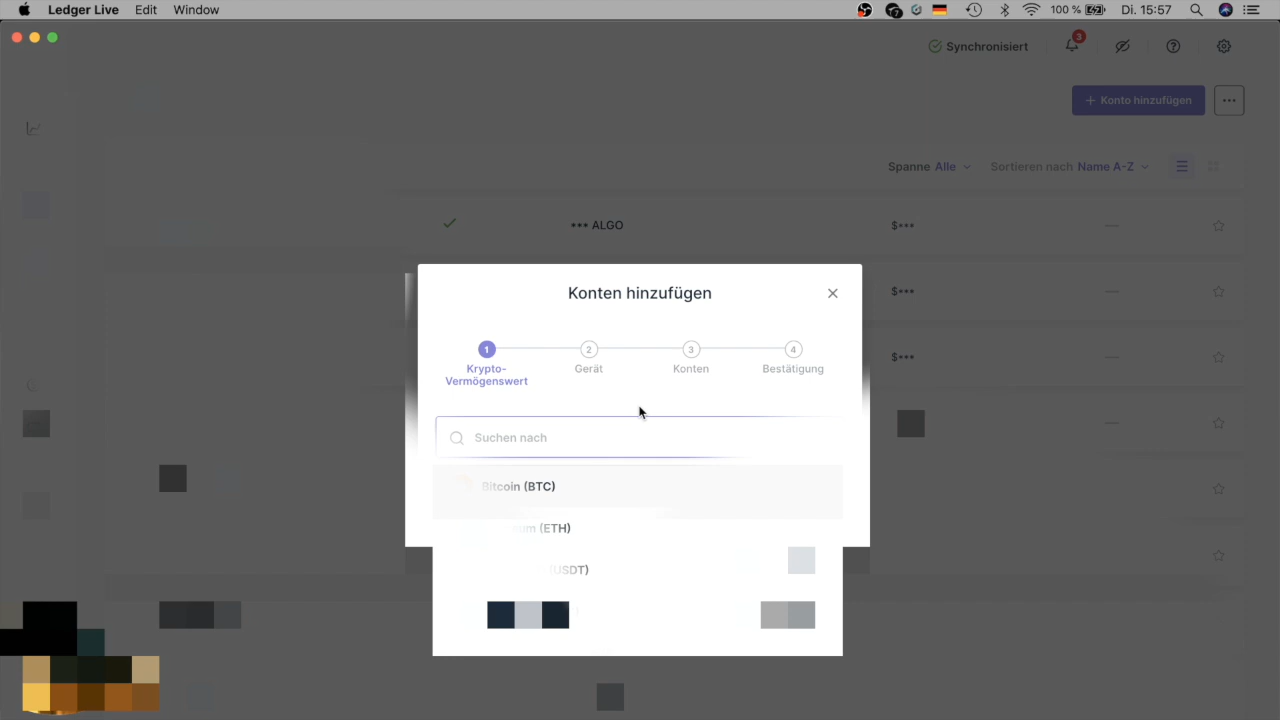 Ledger Live Edit Window 100 % Di. 15:57
Synchronisiert 3
+ Konto hinzufügen ...
Spanne Alle Sortieren nach Name A-Z
*** ALGO $*** —
$*** —
$*** —
—
Konten hinzufügen
1 2 3 4
Krypto-
Vermögenswert
Gerät
Konten
Bestätigung
Suchen nach
Bitcoin (BTC)
(ETH)
(USDT)